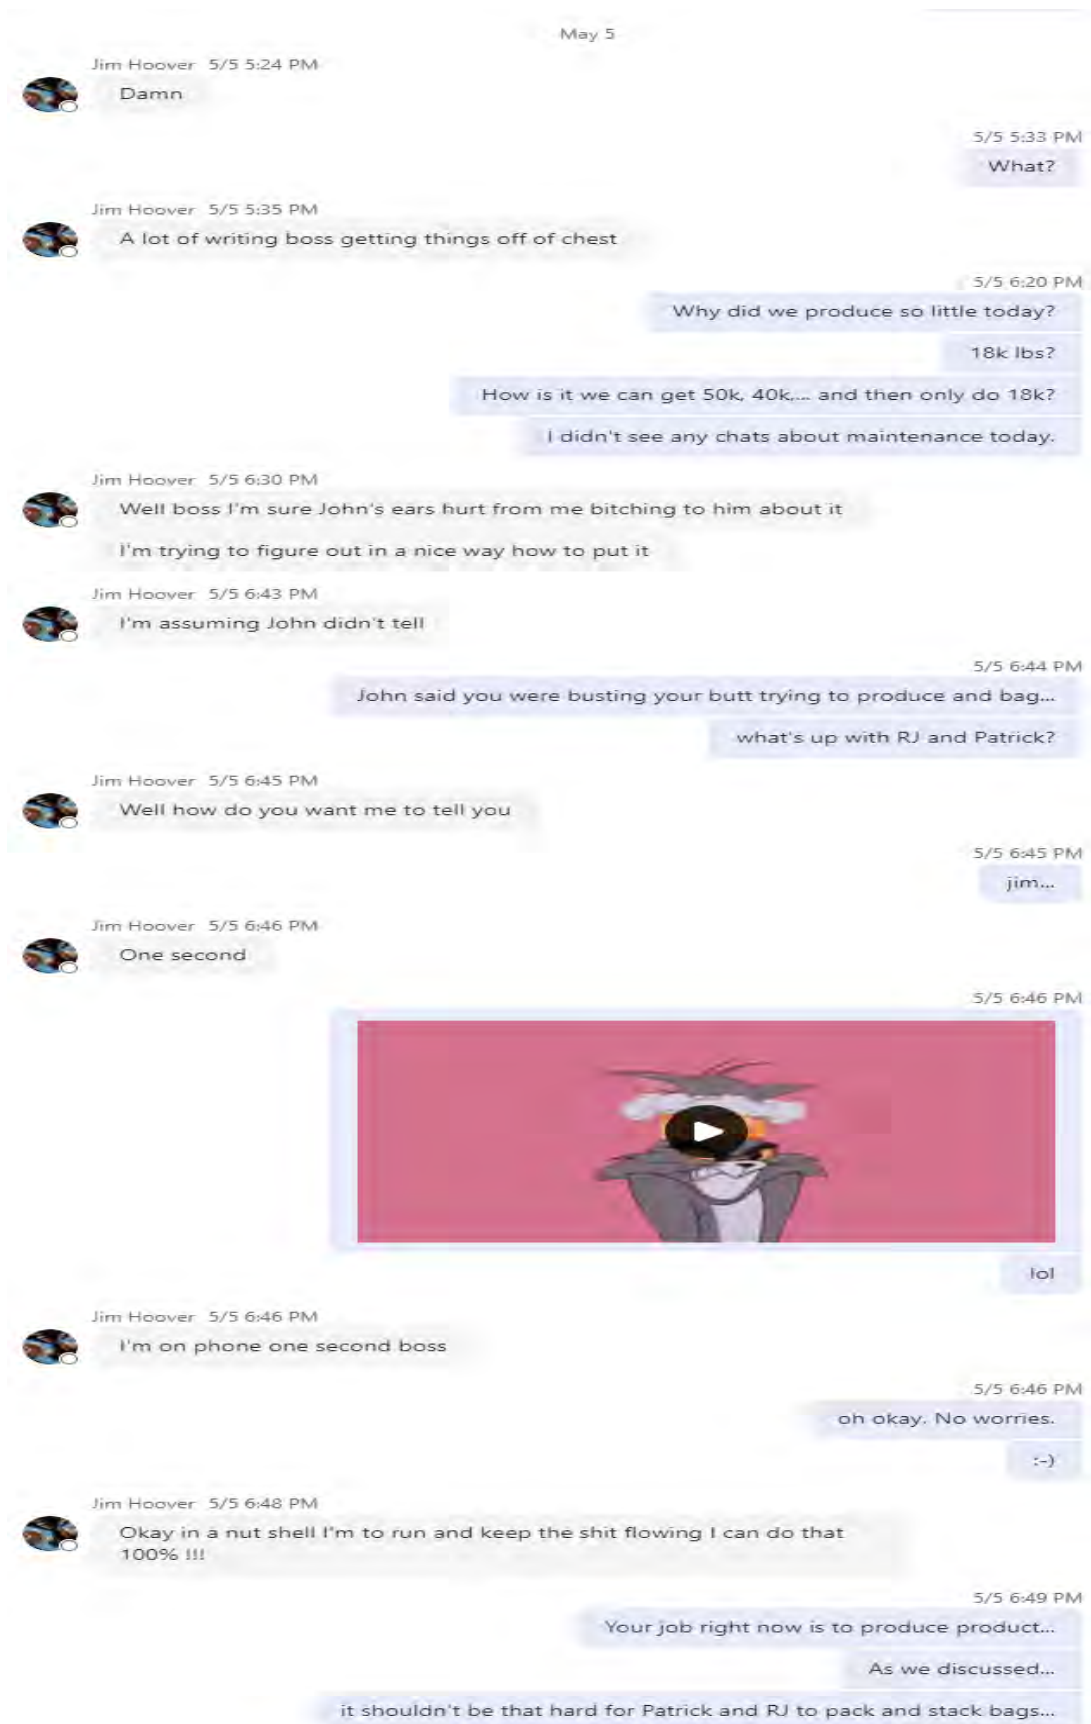 May 5
Jim Hoover 5/5 5:24 PM
Damn
5/5 5:33 PM
What?
Jim Hoover 5/5 5:35 PM
A lot of writing boss getting things off of chest
5/5 6:20 PM
Why did we produce so little today?
18k lbs?
How is it we can get 50k, 40k,... and then only do 18k?
I didn't see any chats about maintenance today.
Jim Hoover 5/5 6:30 PM
Well boss I'm sure John's ears hurt from me bitching to him about it
I'm trying to figure out in a nice way how to put it
Jim Hoover 5/5 6:43 PM
I'm assuming John didn't tell
5/5 6:44 PM
John said you were busting your butt trying to produce and bag...
what's up with RJ and Patrick?
Jim Hoover 5/5 6:45 PM
Well how do you want me to tell you
5/5 6:45 PM
jim...
Jim Hoover 5/5 6:46 PM
One second
5/5 6:46 PM
lol
Jim Hoover 5/5 6:46 PM
I'm on phone one second boss
5/5 6:46 PM
oh okay. No worries.
:-)
Jim Hoover 5/5 6:48 PM
Okay in a nut shell I'm to run and keep the shit flowing I can do that
100% !!!
5/5 6:49 PM
Your job right now is to produce product...
As we discussed...
it shouldn't be that hard for Patrick and RJ to pack and stack bags...